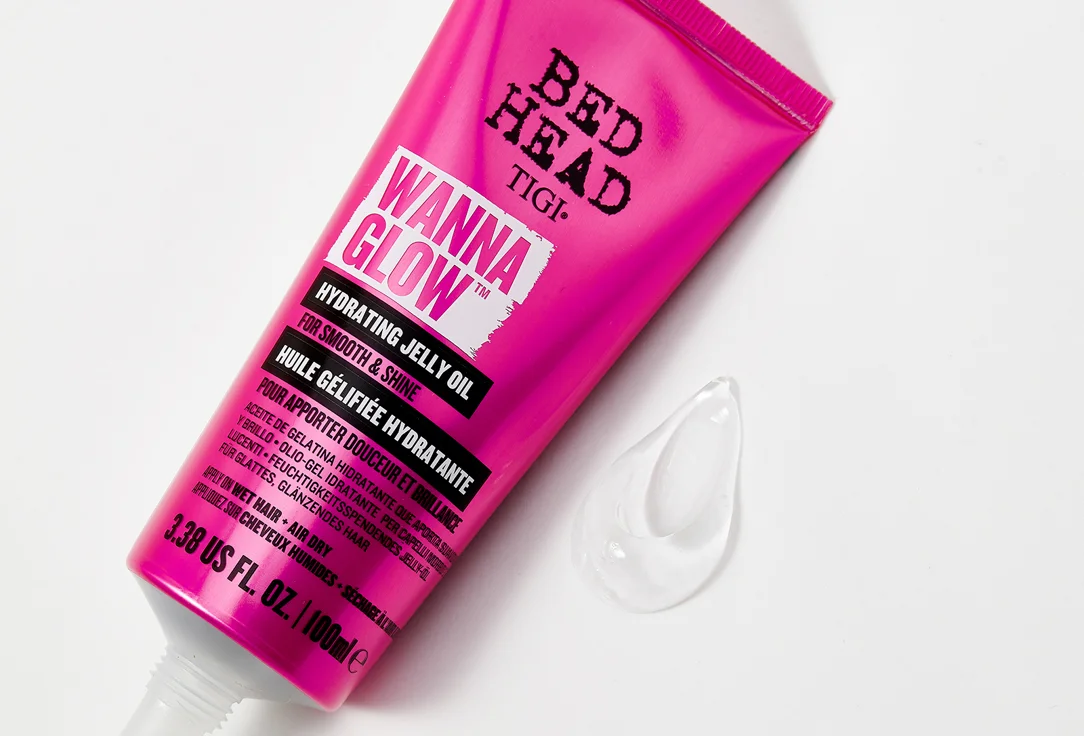 BED
HEAD
TIGI®
WANNA
GLOW™
HYDRATING JELLY OIL
FOR SMOOTH & SHINE
HUILE GÉLIFIÉE HYDRATANTE
POUR APPORTER DOUCEUR ET BRILLANCE
ACEITE DE GELATINA HIDRATANTE QUE APORTA
Y BRILLO • OLIO-GEL IDRATANTE PER CAPELLI
LUCENTI • FEUCHTIGKEITSSPENDENDES JELLY-ÖL
FÜR GLATTES, GLÄNZENDES HAAR
APPLY ON WET HAIR + AIR DRY
APPLIQUEZ SUR CHEVEUX HUMIDES + SÉCHAGE À
3.38 US FL. OZ. | 100ml ℮